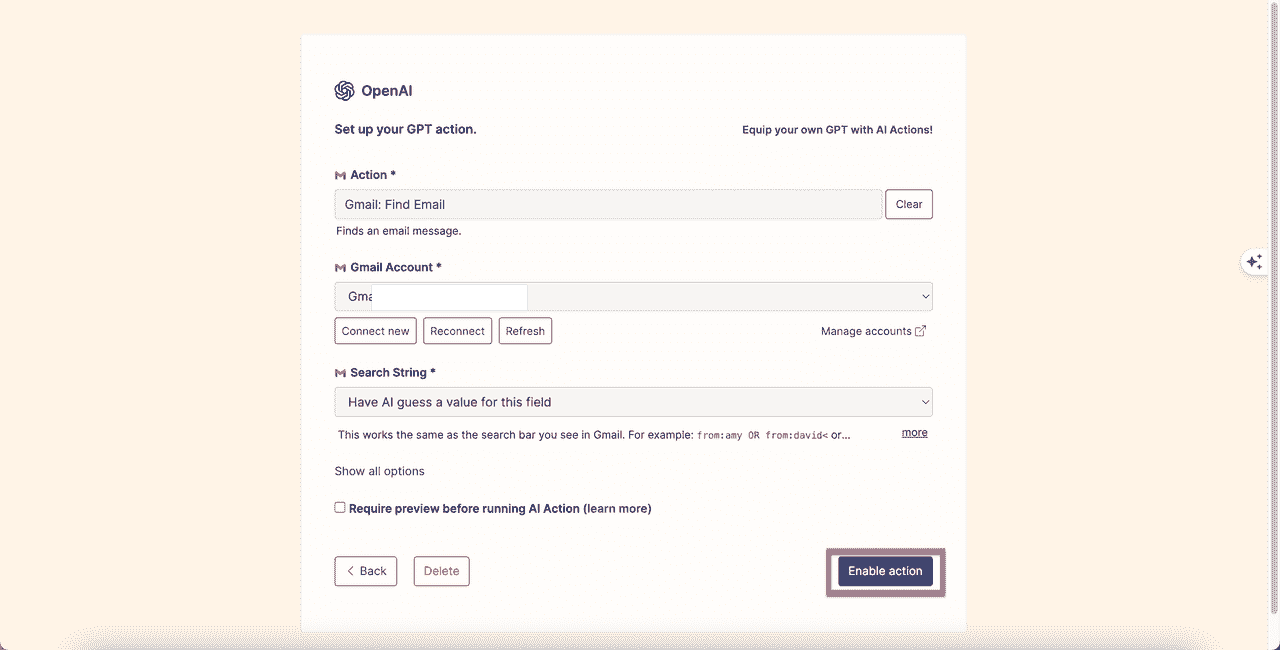 OpenAI
Set up your GPT action.
Equip your own GPT with AI Actions!
Action *
Gmail: Find Email
Clear
Finds an email message.
Gmail Account *
Gma
Connect new
Reconnect
Refresh
Manage accounts
Search String *
Have AI guess a value for this field
This works the same as the search bar you see in Gmail. For example: from:amy OR from:david< or...
more
Show all options
Require preview before running AI Action (learn more)
Back
Delete
Enable action